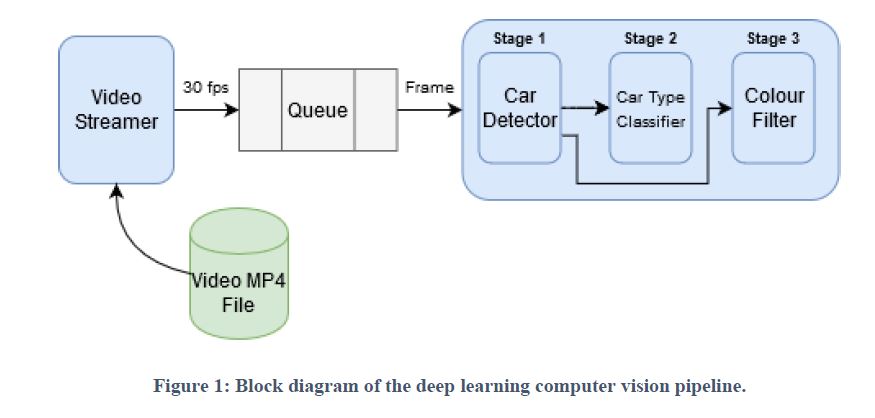 Stage 1
Stage 2
Stage 3
Video
Streamer
30 fps
Queue
Frame
Car
Detector
Car Type
Classifier
Colour
Filter
Video MP4
File
Figure 1: Block diagram of the deep learning computer vision pipeline.